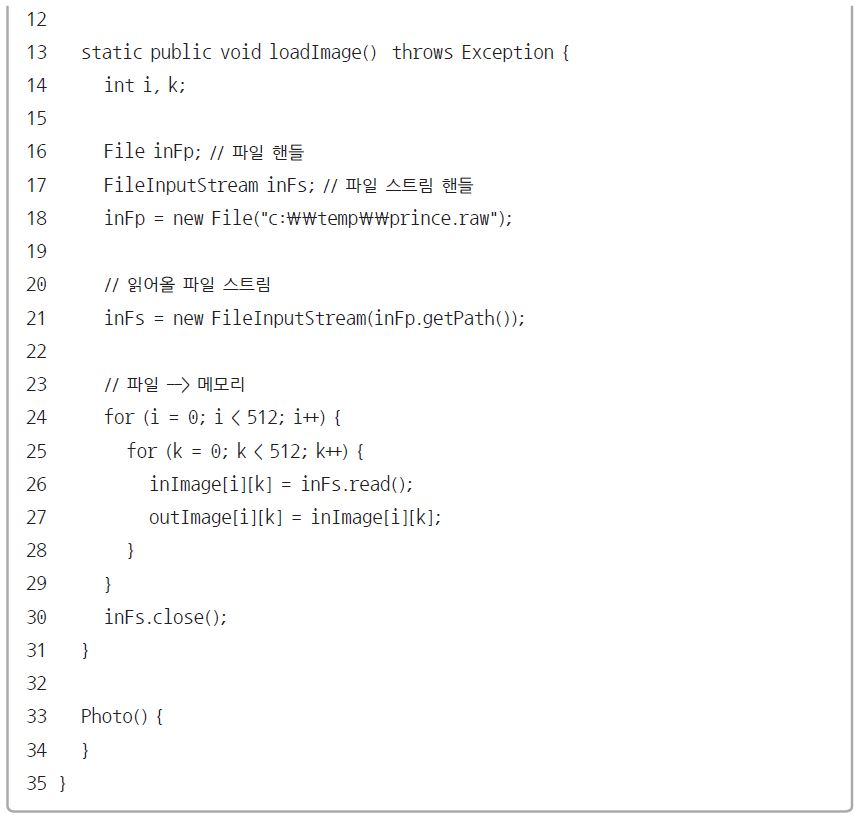 12
13 static public void loadImage() throws Exception {
14 int i, k;
15
16 File inFp; // 파일 핸들
17 FileInputStream inFs; // 파일 스트림 핸들
18 inFp = new File("c:₩₩temp₩₩prince.raw");
19
20 // 읽어올 파일 스트림
21 inFs = new FileInputStream(inFp.getPath());
22
23 // 파일 --> 메모리
24 for (i = 0; i < 512; i++) {
25 for (k = 0; k < 512; k++) {
26 inImage[i][k] = inFs.read();
27 outImage[i][k] = inImage[i][k];
28 }
29 }
30 inFs.close();
31 }
32
33 Photo() {
34 }
35 }